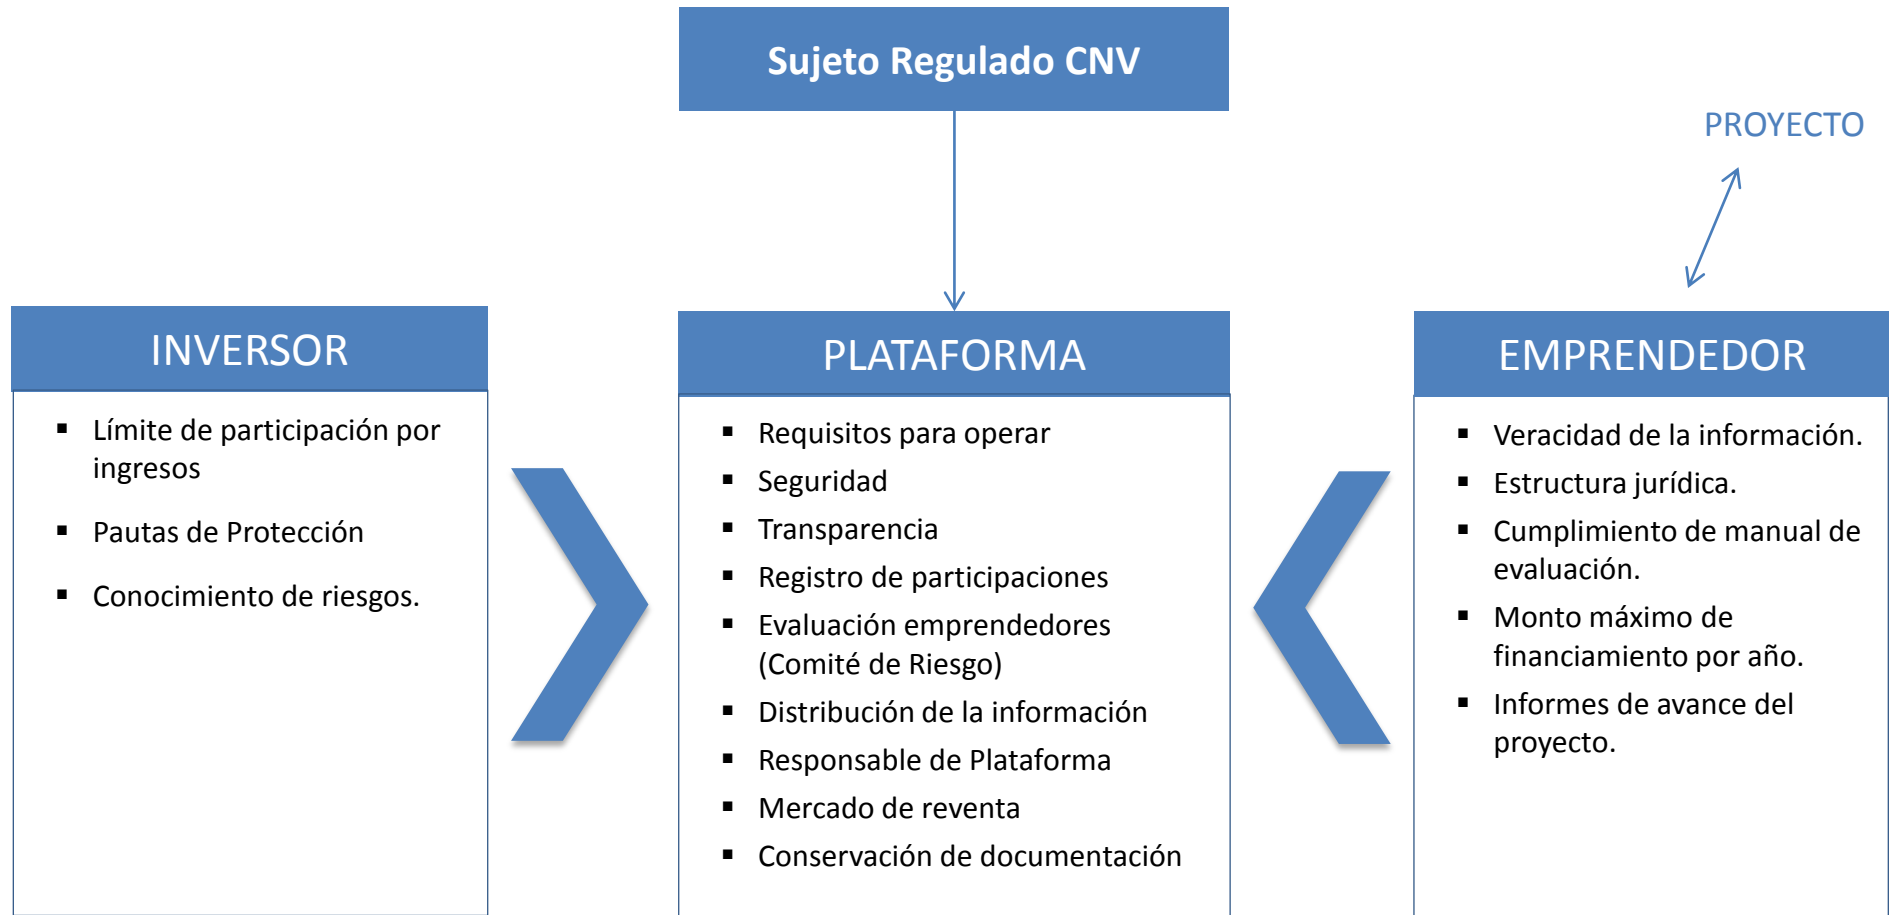 Sujeto Regulado CNV
PROYECTO
INVERSOR
▪ Límite de participación por
ingresos
▪ Pautas de Protección
▪ Conocimiento de riesgos.
PLATAFORMA
▪ Requisitos para operar
▪ Seguridad
▪ Transparencia
▪ Registro de participaciones
▪ Evaluación emprendedores
(Comité de Riesgo)
▪ Distribución de la información
▪ Responsable de Plataforma
▪ Mercado de reventa
▪ Conservación de documentación
EMPRENDEDOR
▪ Veracidad de la información.
▪ Estructura jurídica.
▪ Cumplimiento de manual de
evaluación.
▪ Monto máximo de
financiamiento por año.
▪ Informes de avance del
proyecto.